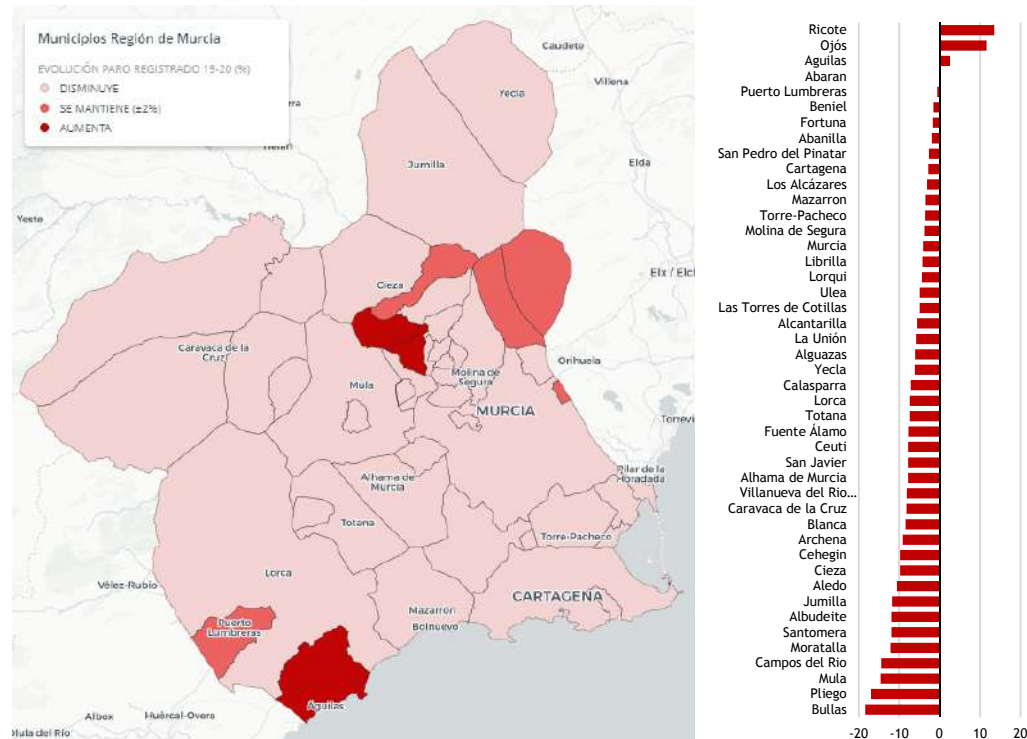 Municipios Región de Murcia
EVOLUCIÓN PARO REGISTRADO 19-20 (%)
DISMINUYE
SE MANTIENE (±2%)
AUMENTA
Caudete
Villena
Yecla
Jumilla
Elda
Yeste
Cieza
Elx / Elc
Caravaca de la
Cruz
Orihuela
Mula
Molina de
Segura
MURCIA
Torrevi
Pilar de la
Horadada
Alhama de
Murcia
Totana
Torre-Pacheco
Lorca
Vélez-Rubio
CARTAGENA
Mazarrón
Bolnuevo
Puerto
Lumbreras
Águilas
Albox
Huércal-Overa
lula del Río
Ricote
Ojós
Aguilas
Abaran
Puerto Lumbreras
Beniel
Fortuna
Abanilla
San Pedro del Pinatar
Cartagena
Los Alcázares
Mazarron
Torre-Pacheco
Molina de Segura
Murcia
Librilla
Lorqui
Ulea
Las Torres de Cotillas
Alcantarilla
La Unión
Alguazas
Yecla
Calasparra
Lorca
Totana
Fuente Álamo
Ceuti
San Javier
Alhama de Murcia
Villanueva del Rio...
Caravaca de la Cruz
Blanca
Archena
Cehegin
Cieza
Aledo
Jumilla
Albudeite
Santomera
Moratalla
Campos del Rio
Mula
Pliego
Bullas
-20 -10 0 10 20